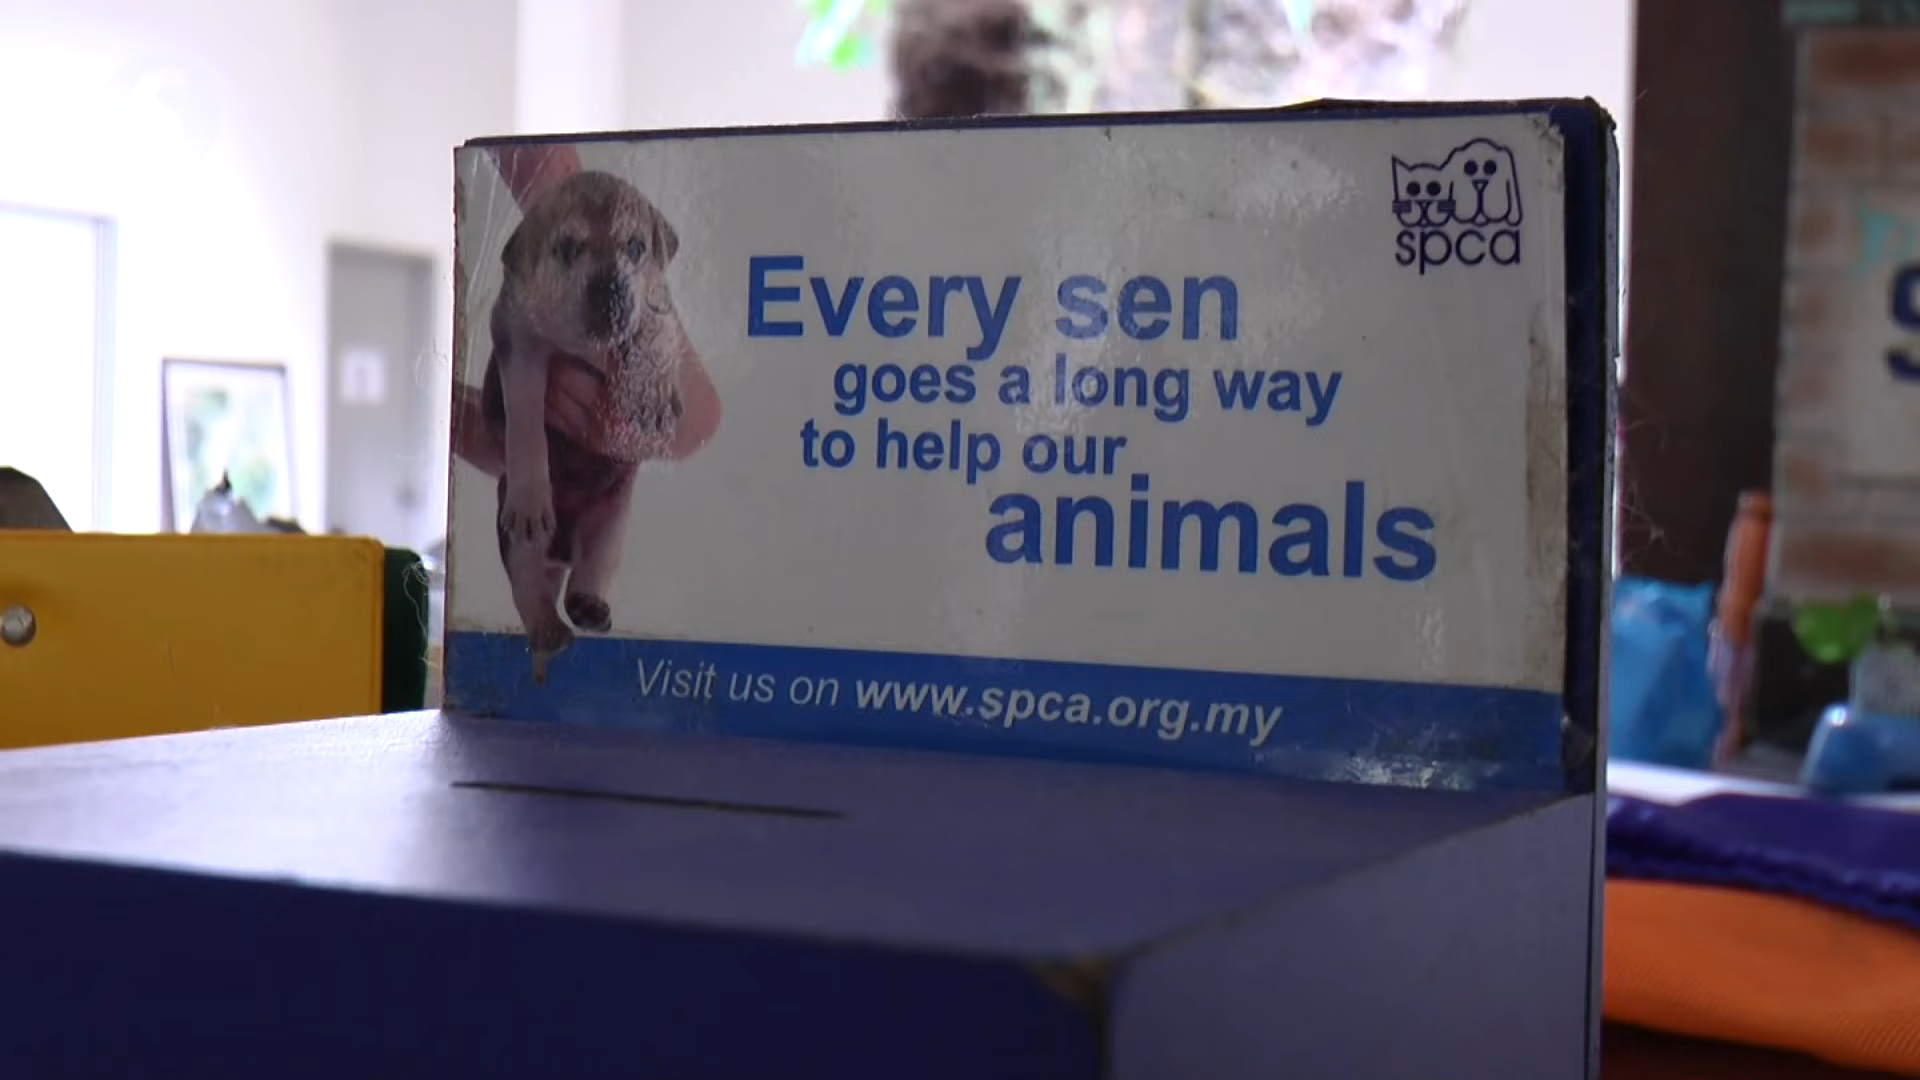 spca
Every sen
goes a long way
to help our
animals
Visit us on www.spca.org.my